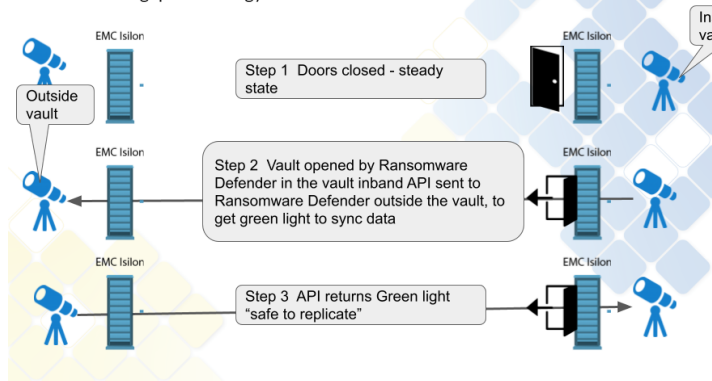 In
va
EMC Isilon
EMC Isilon
Step 1 Doors closed - steady
state
Outside
vault
EMC Isilon
EMC Isilon
Step 2 Vault opened by Ransomware
Defender in the vault inband API sent to
Ransomware Defender outside the vault, to
get green light to sync data
EMC Isilon
EMC Isilon
Step 3 API returns Green light
“safe to replicate”